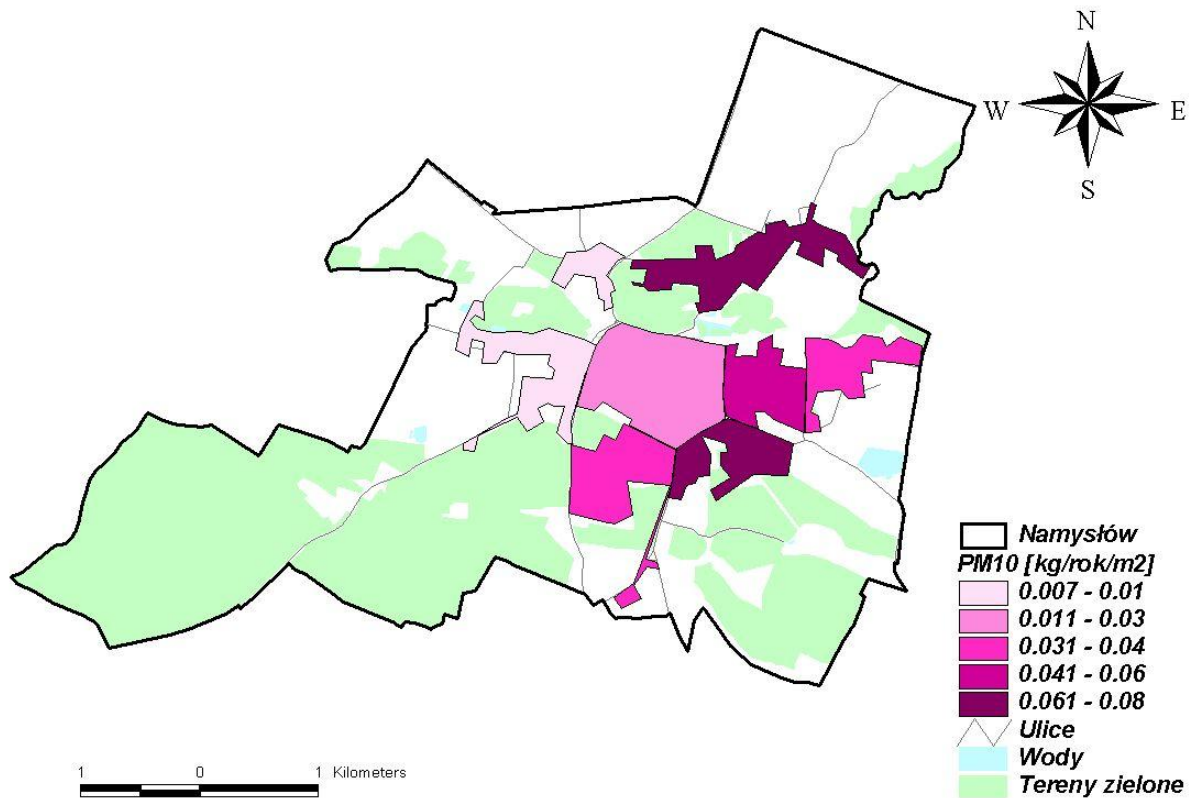 N
W E
S
Namysłów
PM10 [kg/rok/m2]
0.007 - 0.01
0.011 - 0.03
0.031 - 0.04
0.041 - 0.06
0.061 - 0.08
Ulice
Wody
Tereny zielone
1 0 1 Kilometers